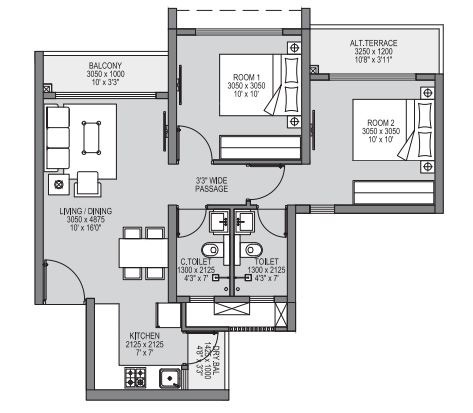 ALT.TERRACE
3250 x 1200
10'8" x 3'11"
BALCONY
3050 x 1000
10' x 3'3"
ROOM 1
3050 x 3050
10' x 10'
ROOM 2
3050 x 3050
10' x 10'
3'3" WIDE
PASSAGE
LIVING / DINING
3050 x 4875
10' x 16'0"
C.TOILET
1300 x 2125
4'3" x 7'
TOILET
1300 x 2125
4'3" x 7'
KITCHEN
2125 x 2125
7' x 7'
DRY.BAL
1425 x 1000
4'8" x 3'3"